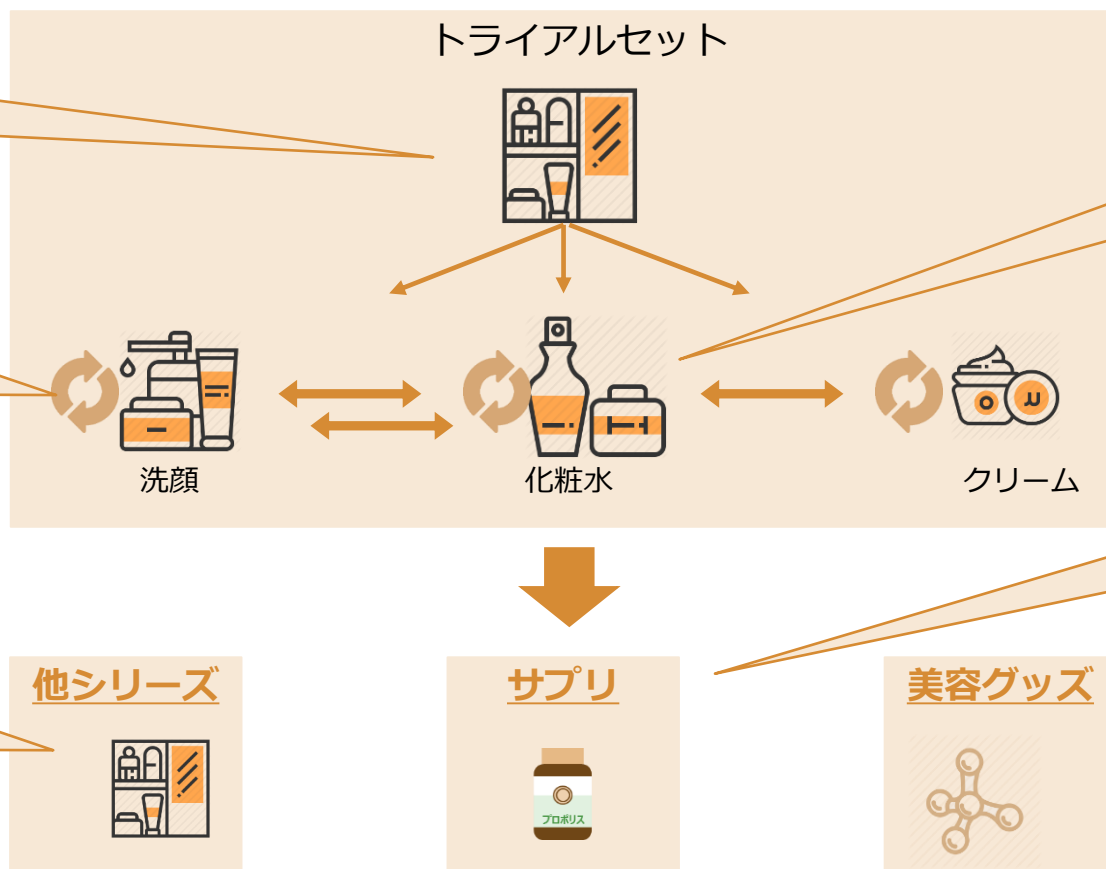 トライアルセット
洗顔
化粧水
クリーム
他シリーズ
サプリ
美容グッズ
プロポリス